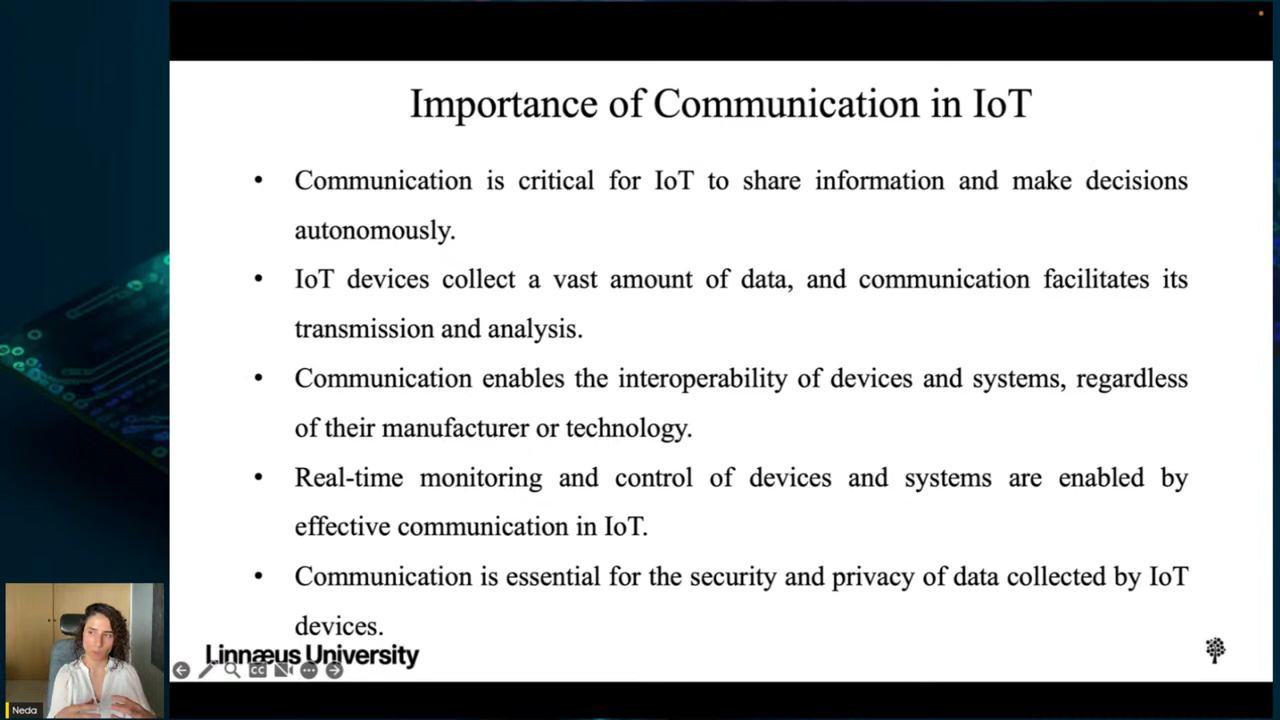 Importance of Communication in IoT
• Communication is critical for IoT to share information and make decisions
autonomously.
• IoT devices collect a vast amount of data, and communication facilitates its
transmission and analysis.
• Communication enables the interoperability of devices and systems, regardless
of their manufacturer or technology.
• Real-time monitoring and control of devices and systems are enabled by
effective communication in IoT.
• Communication is essential for the security and privacy of data collected by IoT
devices.
Linnæus University
CC
Neda